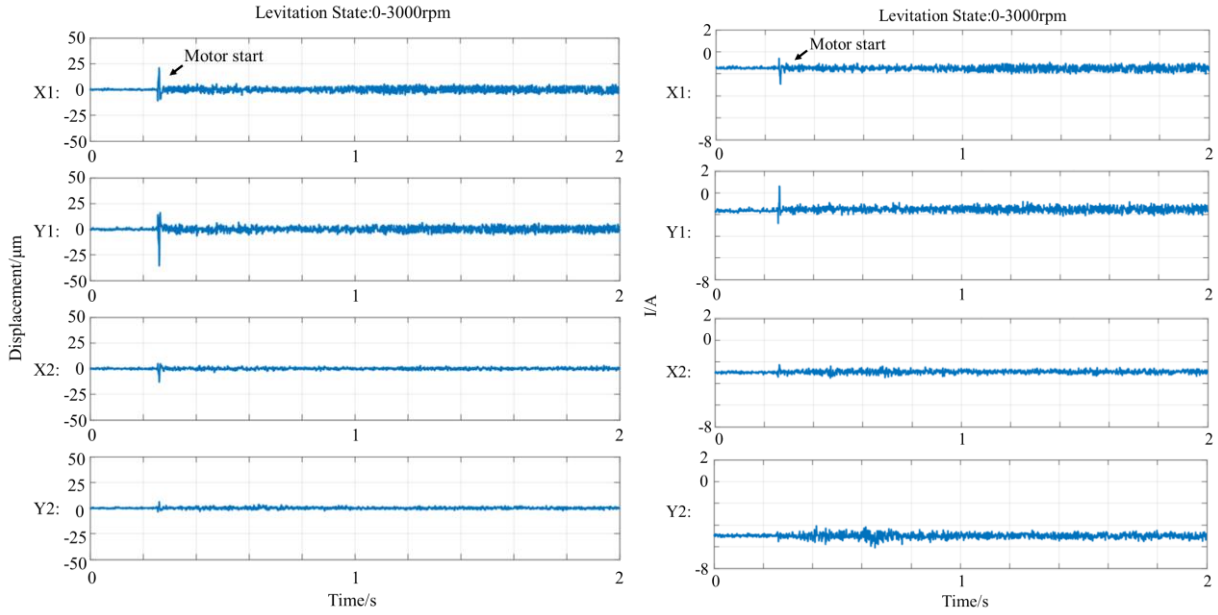 Levitation State:0-3000rpm
50
Motor start
25
X1: 0
-25
-50
0 1 2
50
25
Y1: 0
-25
-50
0 1 2
50
25
X2: 0
-25
-50
0 1 2
50
25
Y2: 0
-25
-50
0 1 2
Displacement/μm
Time/s
Levitation State:0-3000rpm
2
Motor start
0
X1:
-8
0 1 2
2
0
Y1:
-8
0 1 2
2
0
X2:
-8
0 1 2
2
0
Y2:
-8
0 1 2
I/A
Time/s